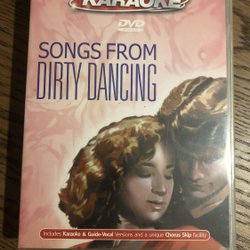 KARAOKE
DVD
SONGS FROM
DIRTY DANCING
Includes Karaoke & Guide-Vocal Versions and a unique Chorus Skip facility